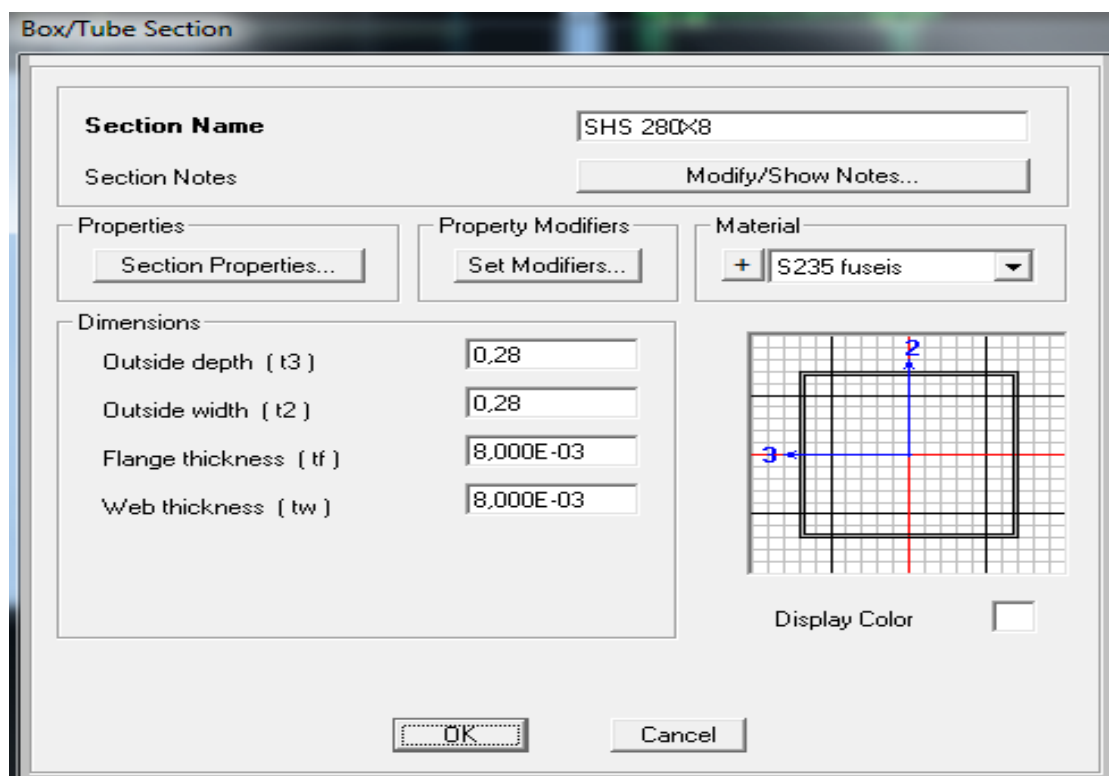 Box/Tube Section
Section Name SHS 280X8
Section Notes Modify/Show Notes...
Properties Property Modifiers Material
Section Properties... Set Modifiers... + S235 fuseis
Dimensions
Outside depth ( t3 ) 0,28
Outside width ( t2 ) 0,28
Flange thickness ( tf ) 8,000E-03
Web thickness ( tw ) 8,000E-03
2
3
Display Color
OK Cancel